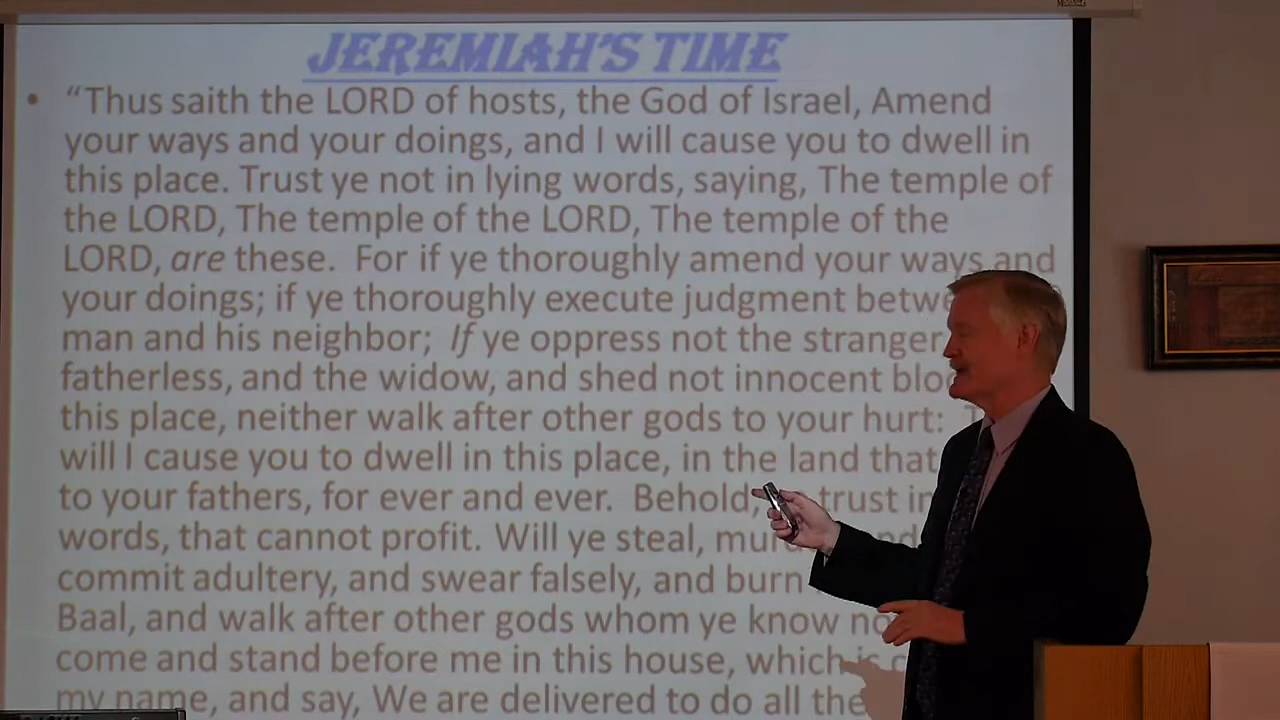 JEREMIAH'S TIME
• “Thus saith the LORD of hosts, the God of Israel, Amend
your ways and your doings, and I will cause you to dwell in
this place. Trust ye not in lying words, saying, The temple of
the LORD, The temple of the LORD, The temple of the
LORD, are these. For if ye thoroughly amend your ways and
your doings; if ye thoroughly execute judgment
man and his neighbor; If ye oppress not the stranger
fatherless, and the widow, and shed not innocent
this place, neither walk after other gods to your hurt:
will I cause you to dwell in this place, in the land that
to your fathers, for ever and ever. Behold, trust in
words, that cannot profit. Will ye steal,
commit adultery, and swear falsely, and burn
Baal, and walk after other gods whom ye know
come and stand before me in this house, which is
my name, and say, We are delivered to do all